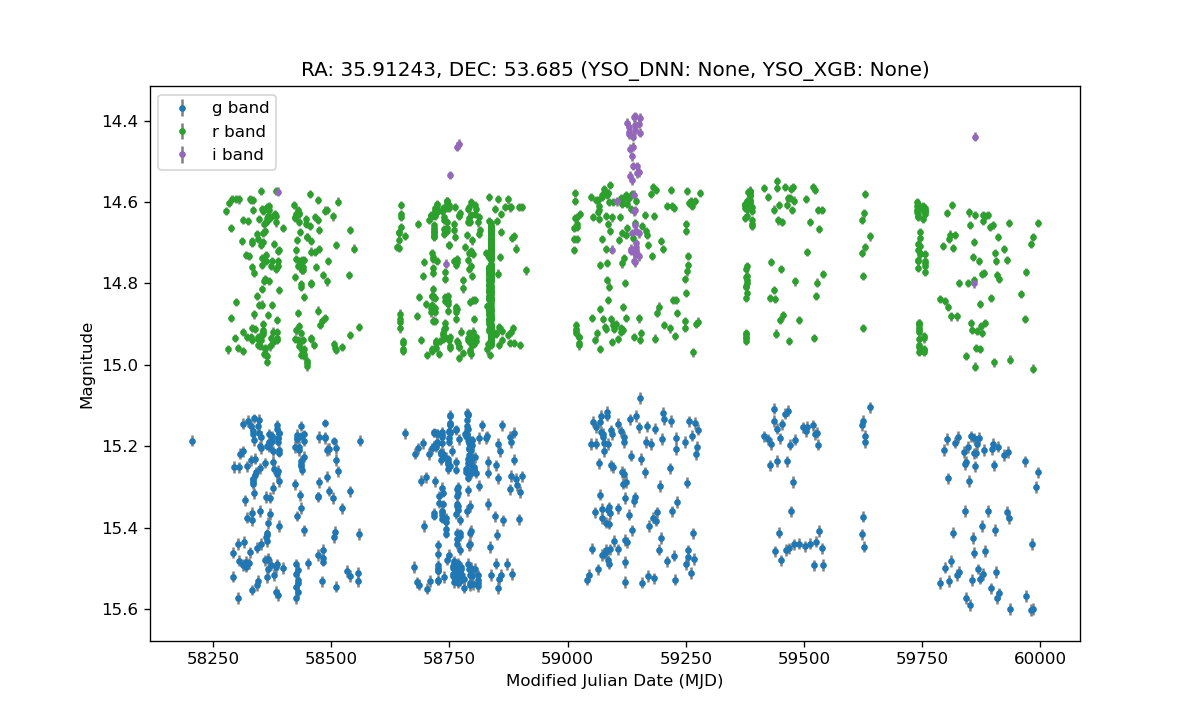 RA: 35.91243, DEC: 53.685 (YSO_DNN: None, YSO_XGB: None)
g band
r band
i band
14.4
14.6
14.8
15.0
15.2
15.4
15.6
Magnitude
58250 58500 58750 59000 59250 59500 59750 60000
Modified Julian Date (MJD)